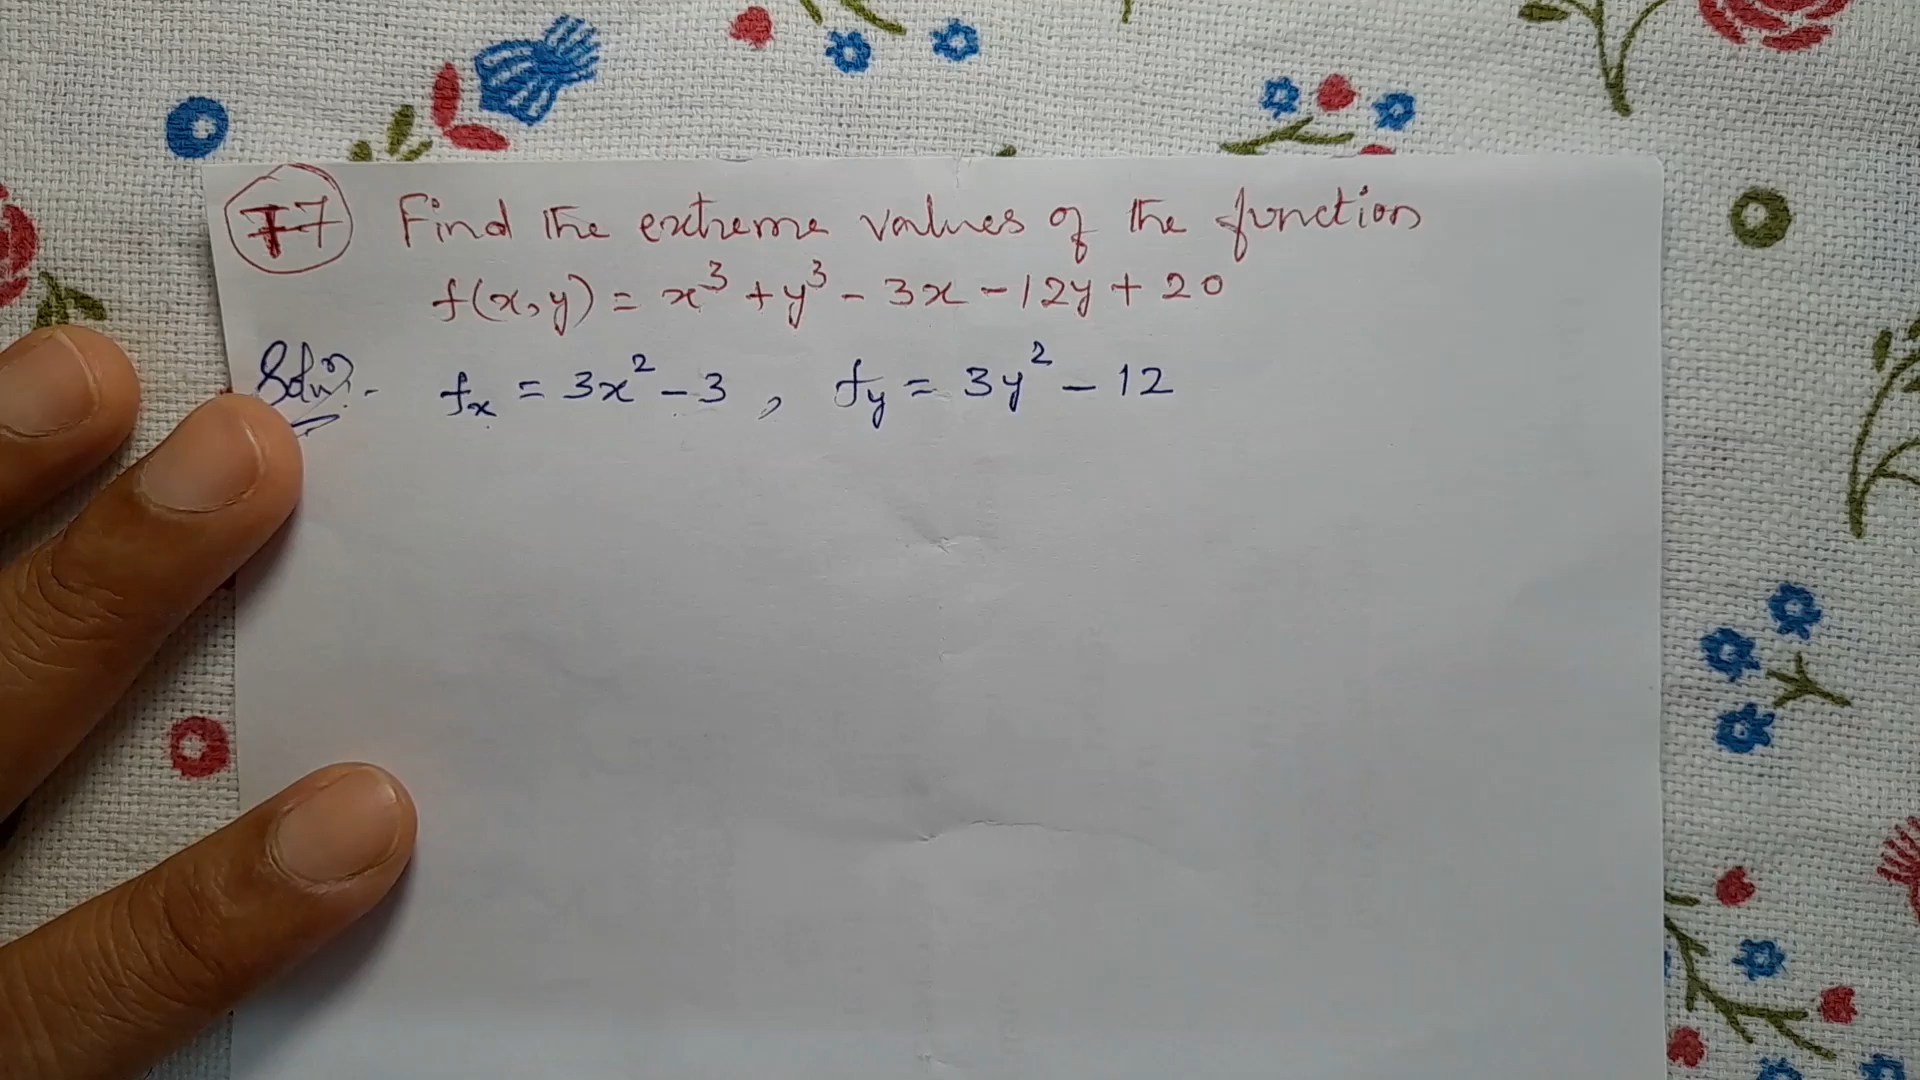 77 Find the extreme values of the function
f(x,y) = x³ + y³ - 3x - 12y + 20
Soln:- fx = 3x² - 3 , fy = 3y² - 12